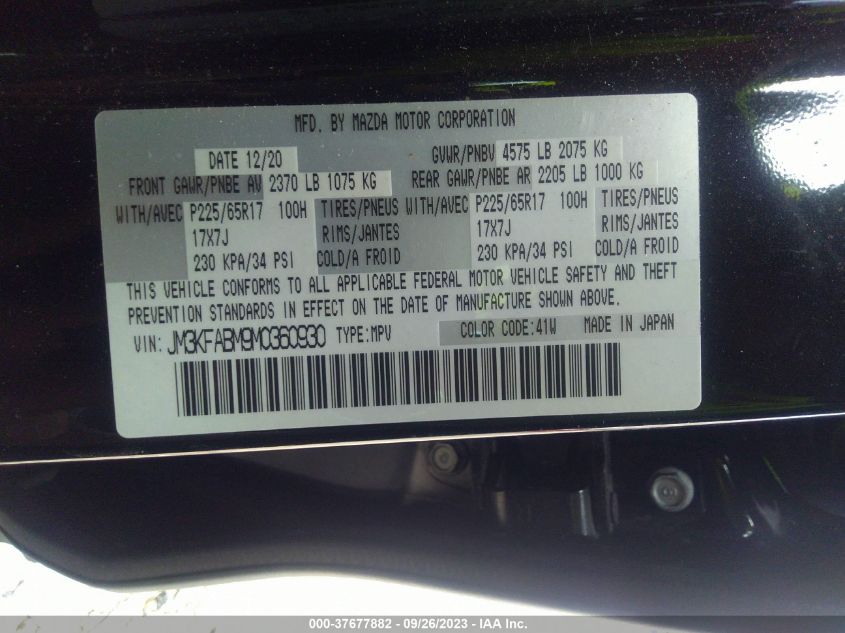 MFD. BY MAZDA MOTOR CORPORATION
DATE 12/20 GVWR/PNBV 4575 LB 2075 KG
FRONT GAWR/PNBE AV 2370 LB 1075 KG REAR GAWR/PNBE AR 2205 LB 1000 KG
WITH/AVEC P225/65R17 100H TIRES/PNEUS WITH/AVEC P225/65R17 100H TIRES/PNEUS
17X7J RIMS/JANTES 17X7J RIMS/JANTES
230 KPA/34 PSI COLD/A FROID 230 KPA/34 PSI COLD/A FROID
THIS VEHICLE CONFORMS TO ALL APPLICABLE FEDERAL MOTOR VEHICLE SAFETY AND THEFT
PREVENTION STANDARDS IN EFFECT ON THE DATE OF MANUFACTURE SHOWN ABOVE.
VIN: JM3KFABM9M0360930 TYPE:MPV COLOR CODE:41W MADE IN JAPAN
000-37677882 - 09/26/2023 - IAA Inc.